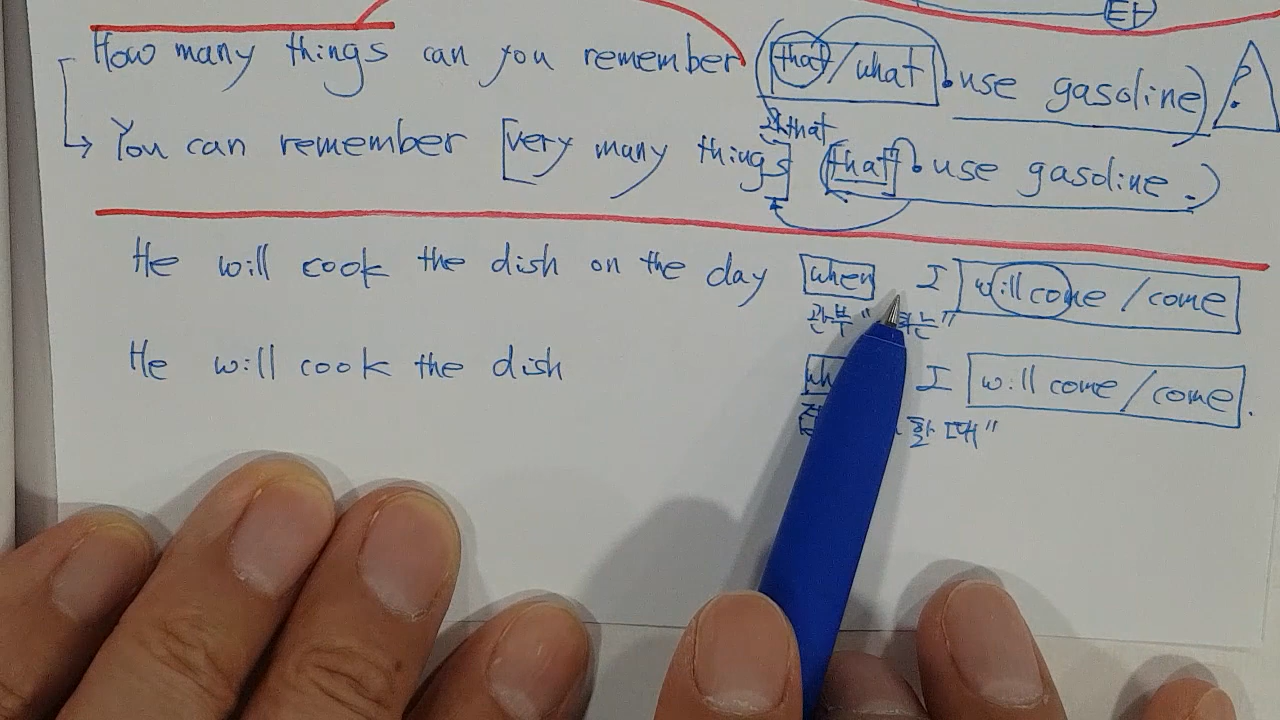 How many things can you remember (that/what use gasoline)
관 that
→ You can remember [very many things] (that use gasoline.)
He will cook the dish on the day when I will come / come
관부 " 하는"
He will cook the dish I will come / come.
할 때"